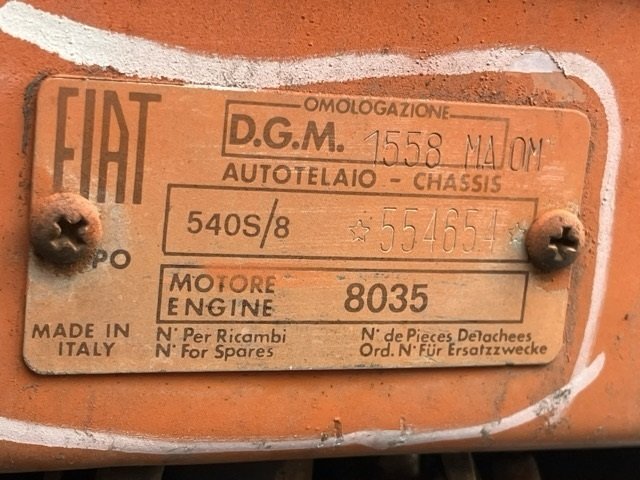 FIAT
OMOLOGAZIONE
D.G.M. 1558 MA OM
AUTOTELAIO - CHASSIS
540S/8 ☆554654☆
PO
MOTORE
ENGINE 8035
MADE IN
ITALY
N° Per Ricambi
N° For Spares
N° de Pieces Detachees
Ord. N° Für Ersatzzwecke